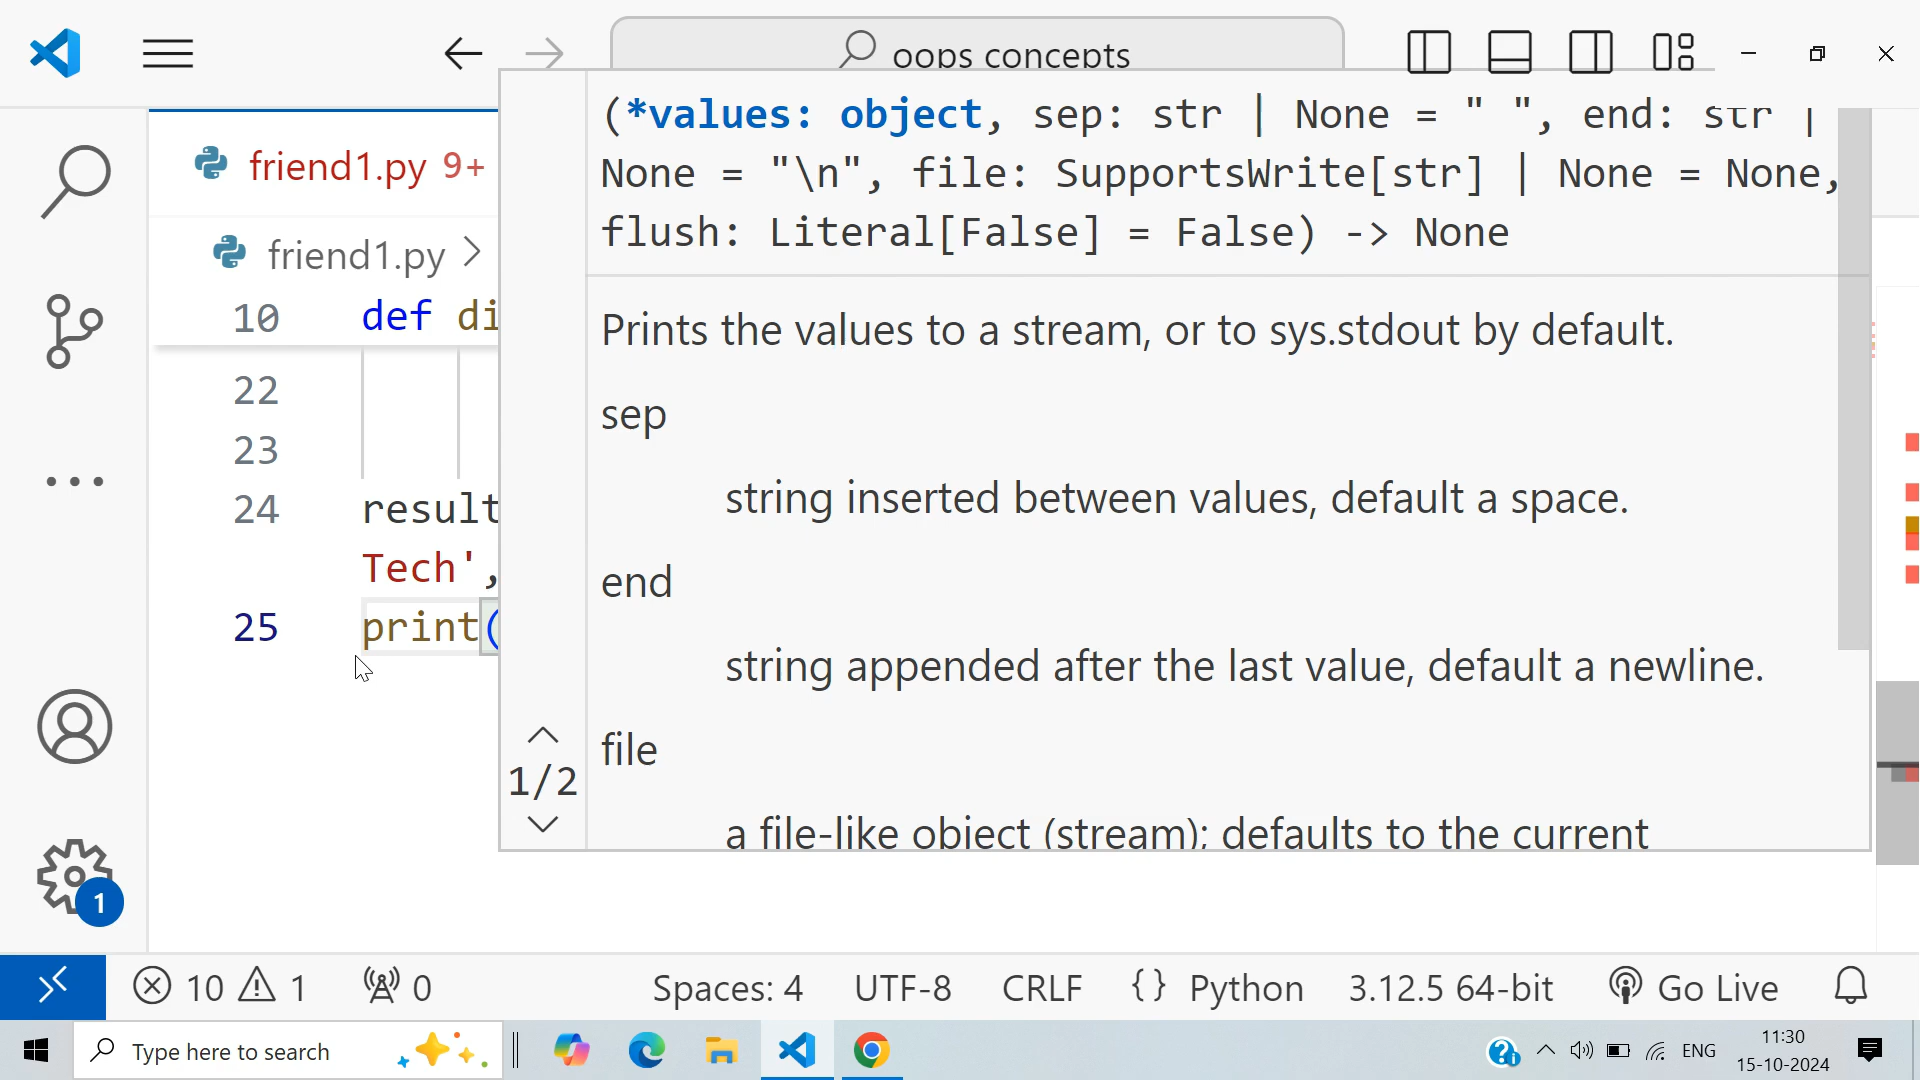 oops concepts
friend1.py 9+
friend1.py
10 def di
22
23
24 result
Tech',
25 print(
(*values: object, sep: str | None = " ", end: str |
None = "\n", file: SupportsWrite[str] | None = None,
flush: Literal[False] = False) -> None
Prints the values to a stream, or to sys.stdout by default.
sep
string inserted between values, default a space.
end
string appended after the last value, default a newline.
file
a file-like object (stream); defaults to the current
1/2
1
10 1 0 Spaces: 4 UTF-8 CRLF {} Python 3.12.5 64-bit Go Live
Type here to search
ENG
11:30
15-10-2024